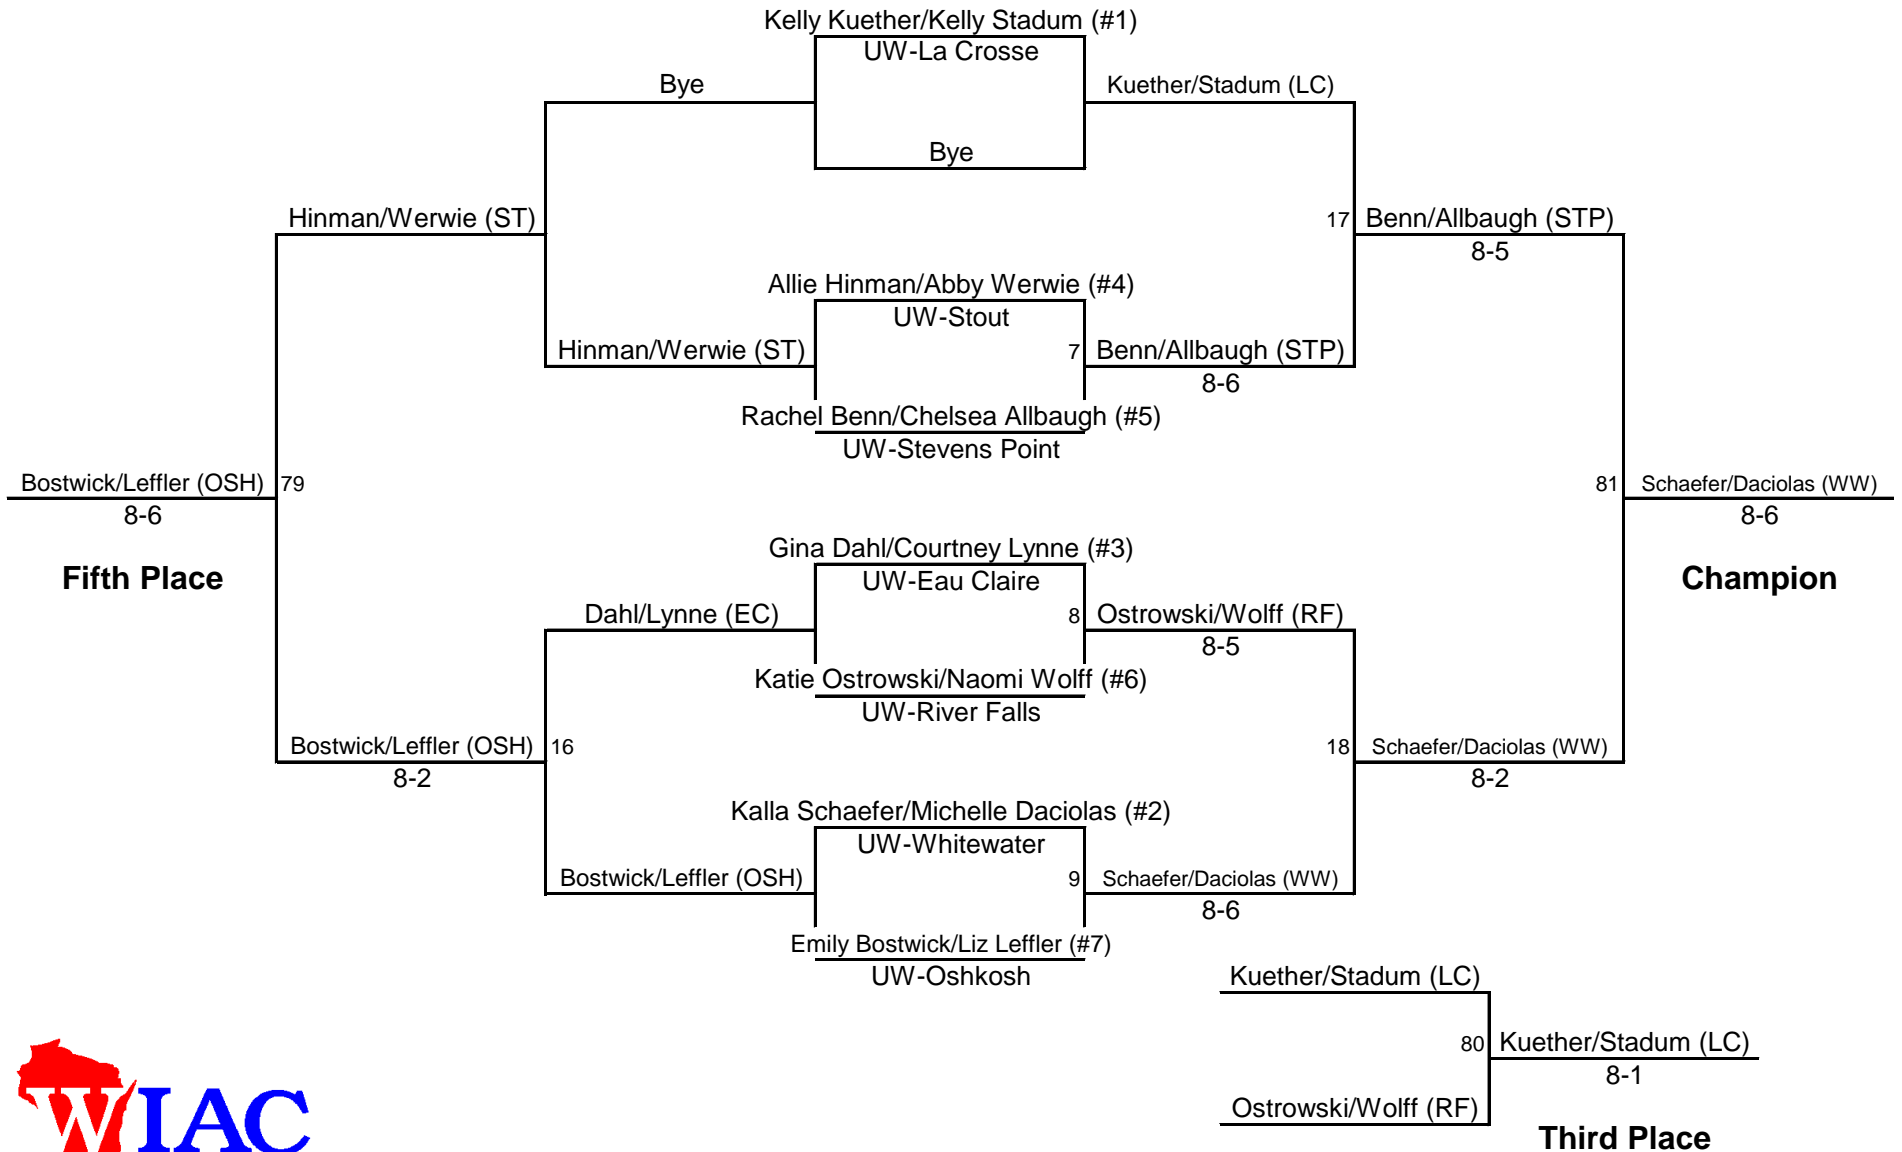 Kelly Kuether/Kelly Stadum (#1)
UW-La Crosse
Bye
Kuether/Stadum (LC)
Bye
Hinman/Werwie (ST)
17
Benn/Allbaugh (STP)
8-5
Allie Hinman/Abby Werwie (#4)
UW-Stout
Hinman/Werwie (ST)
7
Benn/Allbaugh (STP)
8-6
Rachel Benn/Chelsea Allbaugh (#5)
UW-Stevens Point
Bostwick/Leffler (OSH)
79
8-6
Fifth Place
81
Schaefer/Daciolas (WW)
8-6
Champion
Gina Dahl/Courtney Lynne (#3)
UW-Eau Claire
Dahl/Lynne (EC)
8
Ostrowski/Wolff (RF)
8-5
Katie Ostrowski/Naomi Wolff (#6)
UW-River Falls
Bostwick/Leffler (OSH)
16
8-2
18
Schaefer/Daciolas (WW)
8-2
Kalla Schaefer/Michelle Daciolas (#2)
UW-Whitewater
Bostwick/Leffler (OSH)
9
Schaefer/Daciolas (WW)
8-6
Emily Bostwick/Liz Leffler (#7)
UW-Oshkosh
Kuether/Stadum (LC)
80
Kuether/Stadum (LC)
8-1
Ostrowski/Wolff (RF)
Third Place
WIAC